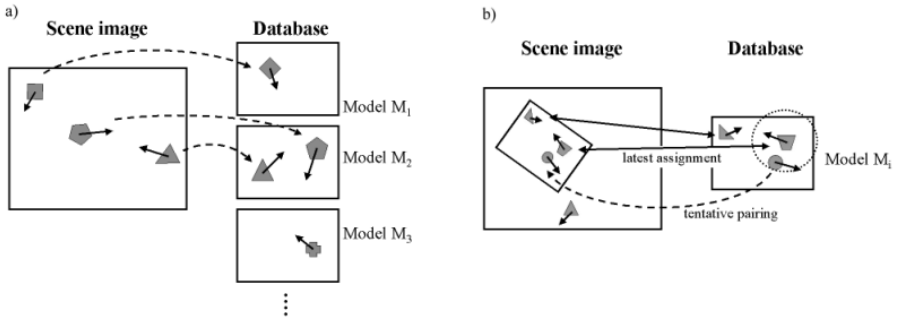 a)
Scene image
Database
Model M1
Model M2
Model M3
b)
Scene image
Database
latest assignment
Model Mi
tentative pairing